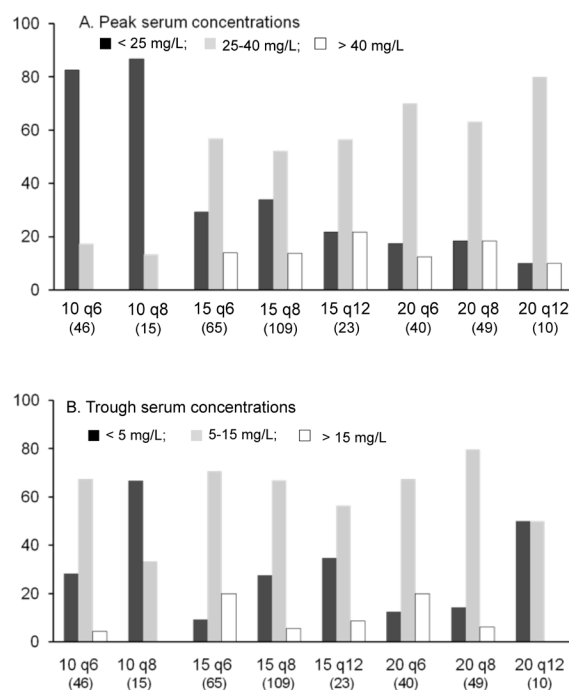 A. Peak serum concentrations
< 25 mg/L; 25-40 mg/L; > 40 mg/L
100
80
60
40
20
0
10 q6 10 q8 15 q6 15 q8 15 q12 20 q6 20 q8 20 q12
(46) (15) (65) (109) (23) (40) (49) (10)
B. Trough serum concentrations
< 5 mg/L; 5-15 mg/L; > 15 mg/L
100
80
60
40
20
0
10 q6 10 q8 15 q6 15 q8 15 q12 20 q6 20 q8 20 q12
(46) (15) (65) (109) (23) (40) (49) (10)